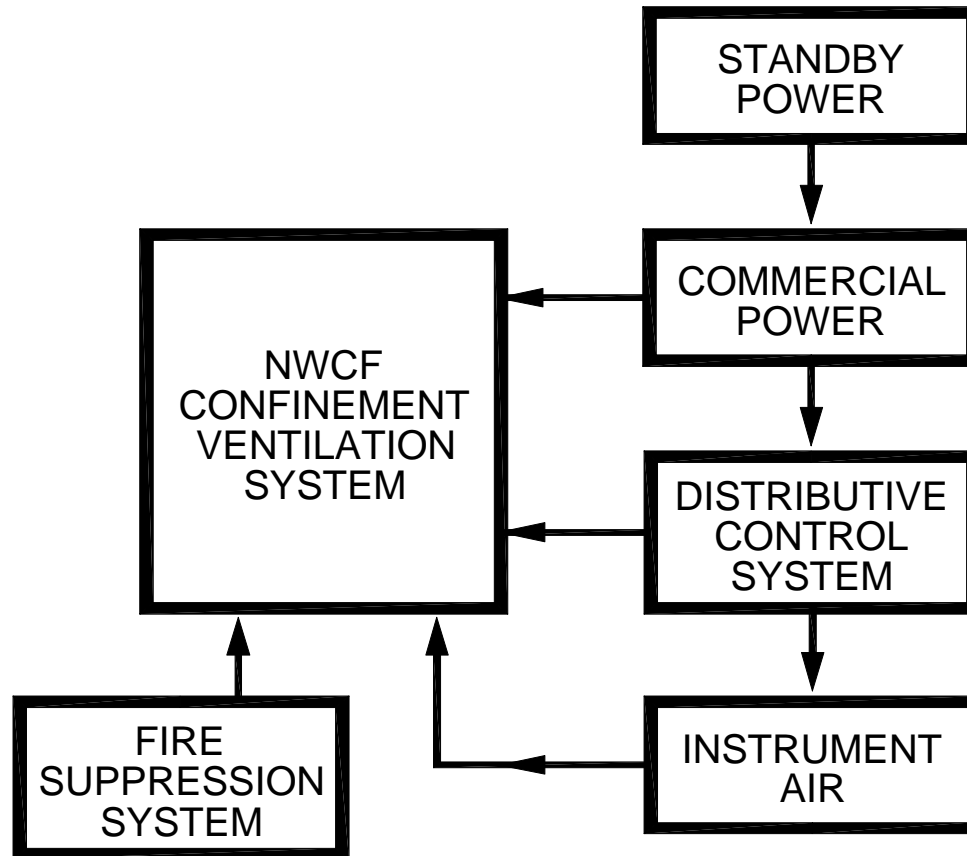 STANDBY
POWER
COMMERCIAL
POWER
NWCF
CONFINEMENT
VENTILATION
SYSTEM
DISTRIBUTIVE
CONTROL
SYSTEM
FIRE
SUPPRESSION
SYSTEM
INSTRUMENT
AIR